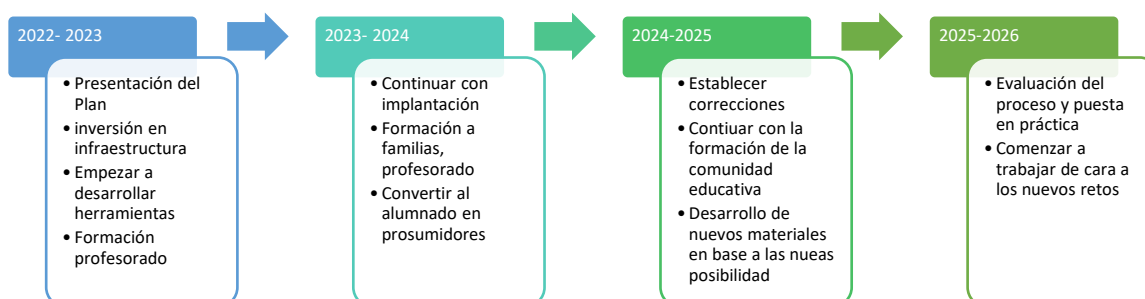 2022- 2023
• Presentación del
Plan
• inversión en
infraestructura
• Empezar a
desarrollar
herramientas
• Formación
profesorado
2023- 2024
• Continuar con
implantación
• Formación a
familias,
profesorado
• Convertir al
alumnado en
prosumidores
2024-2025
• Establecer
correcciones
• Contiuar con la
formación de la
comunidad
educativa
• Desarrollo de
nuevos materiales
en base a las nueas
posibilidad
2025-2026
• Evaluación del
proceso y puesta
en práctica
• Comenzar a
trabajar de cara a
los nuevos retos